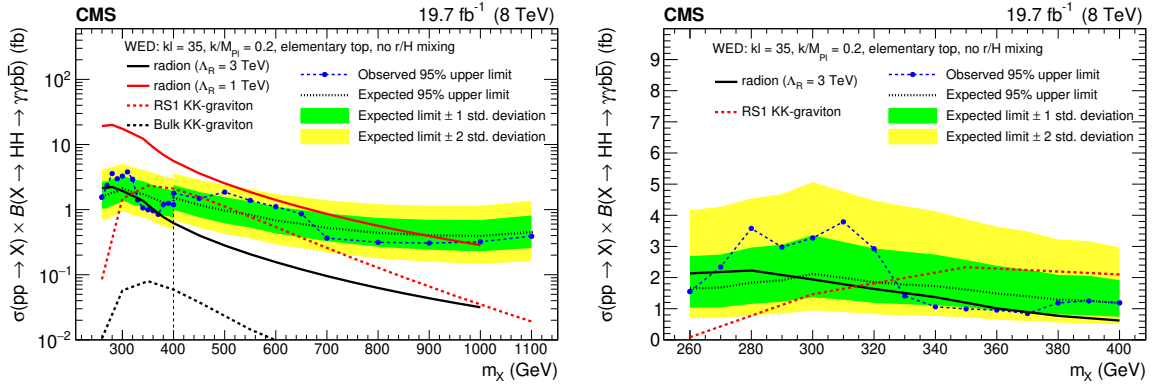 CMS 19.7 fb⁻¹ (8 TeV)
WED: kl = 35, k/M_Pl = 0.2, elementary top, no r/H mixing
radion (Λ_R = 3 TeV)
radion (Λ_R = 1 TeV)
RS1 KK-graviton
Bulk KK-graviton
Observed 95% upper limit
Expected 95% upper limit
Expected limit ± 1 std. deviation
Expected limit ± 2 std. deviation
σ(pp → X) × B(X → HH → γγbb̄) (fb)
10²
10
1
10⁻¹
10⁻²
300 400 500 600 700 800 900 1000 1100
m_X (GeV)
CMS 19.7 fb⁻¹ (8 TeV)
WED: kl = 35, k/M_Pl = 0.2, elementary top, no r/H mixing
radion (Λ_R = 3 TeV)
RS1 KK-graviton
Observed 95% upper limit
Expected 95% upper limit
Expected limit ± 1 std. deviation
Expected limit ± 2 std. deviation
σ(pp → X) × B(X → HH → γγbb̄) (fb)
9
8
7
6
5
4
3
2
1
0
260 280 300 320 340 360 380 400
m_X (GeV)